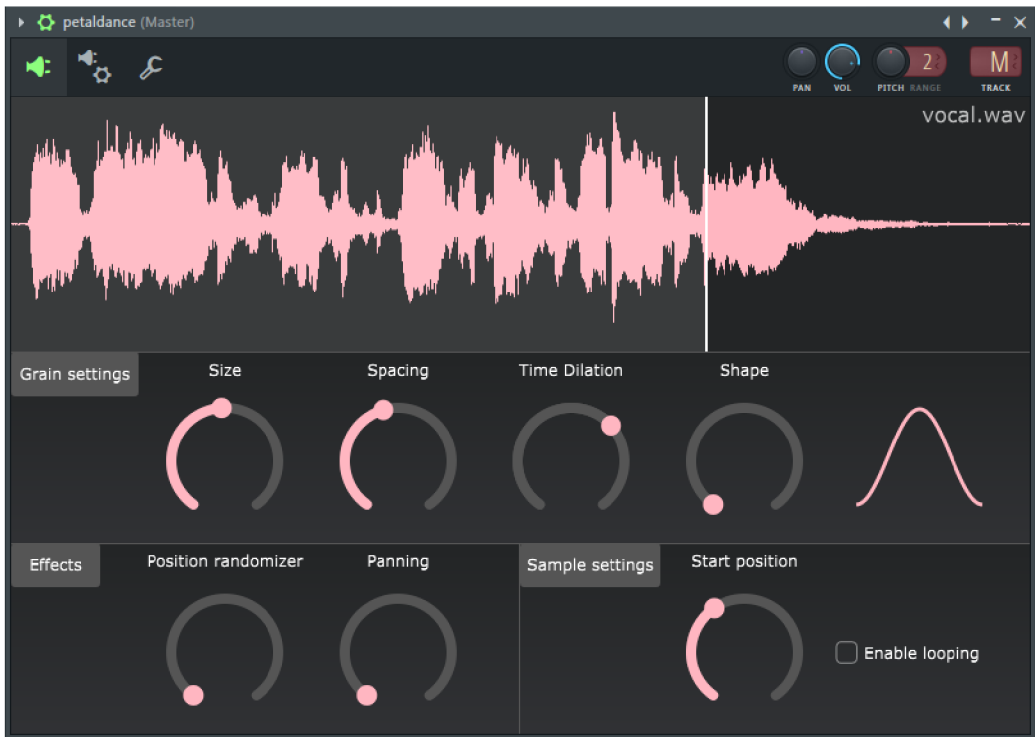 petaldance (Master)
PAN
VOL
PITCH
2
RANGE
M
TRACK
vocal.wav
Grain settings
Size
Spacing
Time Dilation
Shape
Effects
Position randomizer
Panning
Sample settings
Start position
Enable looping